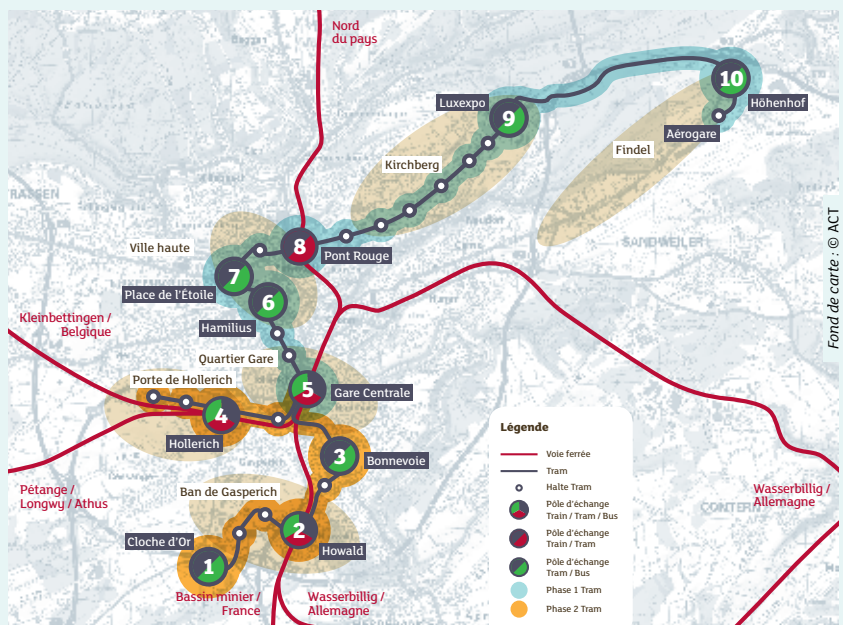 Nord
du pays
10
Luxexpo
9
Höhenhof
Aérogare
Findel
Kirchberg
Ville haute
8
Pont Rouge
SANDWEILER
7
Place de l'Étoile
6
Hamilius
Kleinbettingen /
Belgique
Quartier Gare
Porte de Hollerich
5
Gare Centrale
4
Hollerich
3
Bonnevoie
Pétange /
Longwy / Athus
Ban de Gasperich
Cloche d'Or
2
Howald
1
Bassin minier /
France
Wasserbillig /
Allemagne
Wasserbillig /
Allemagne
Légende
Voie ferrée
Tram
Halte Tram
Pôle d'échange
Train / Tram / Bus
Pôle d'échange
Train / Tram
Pôle d'échange
Tram / Bus
Phase 1 Tram
Phase 2 Tram
Fond de carte : © ACT